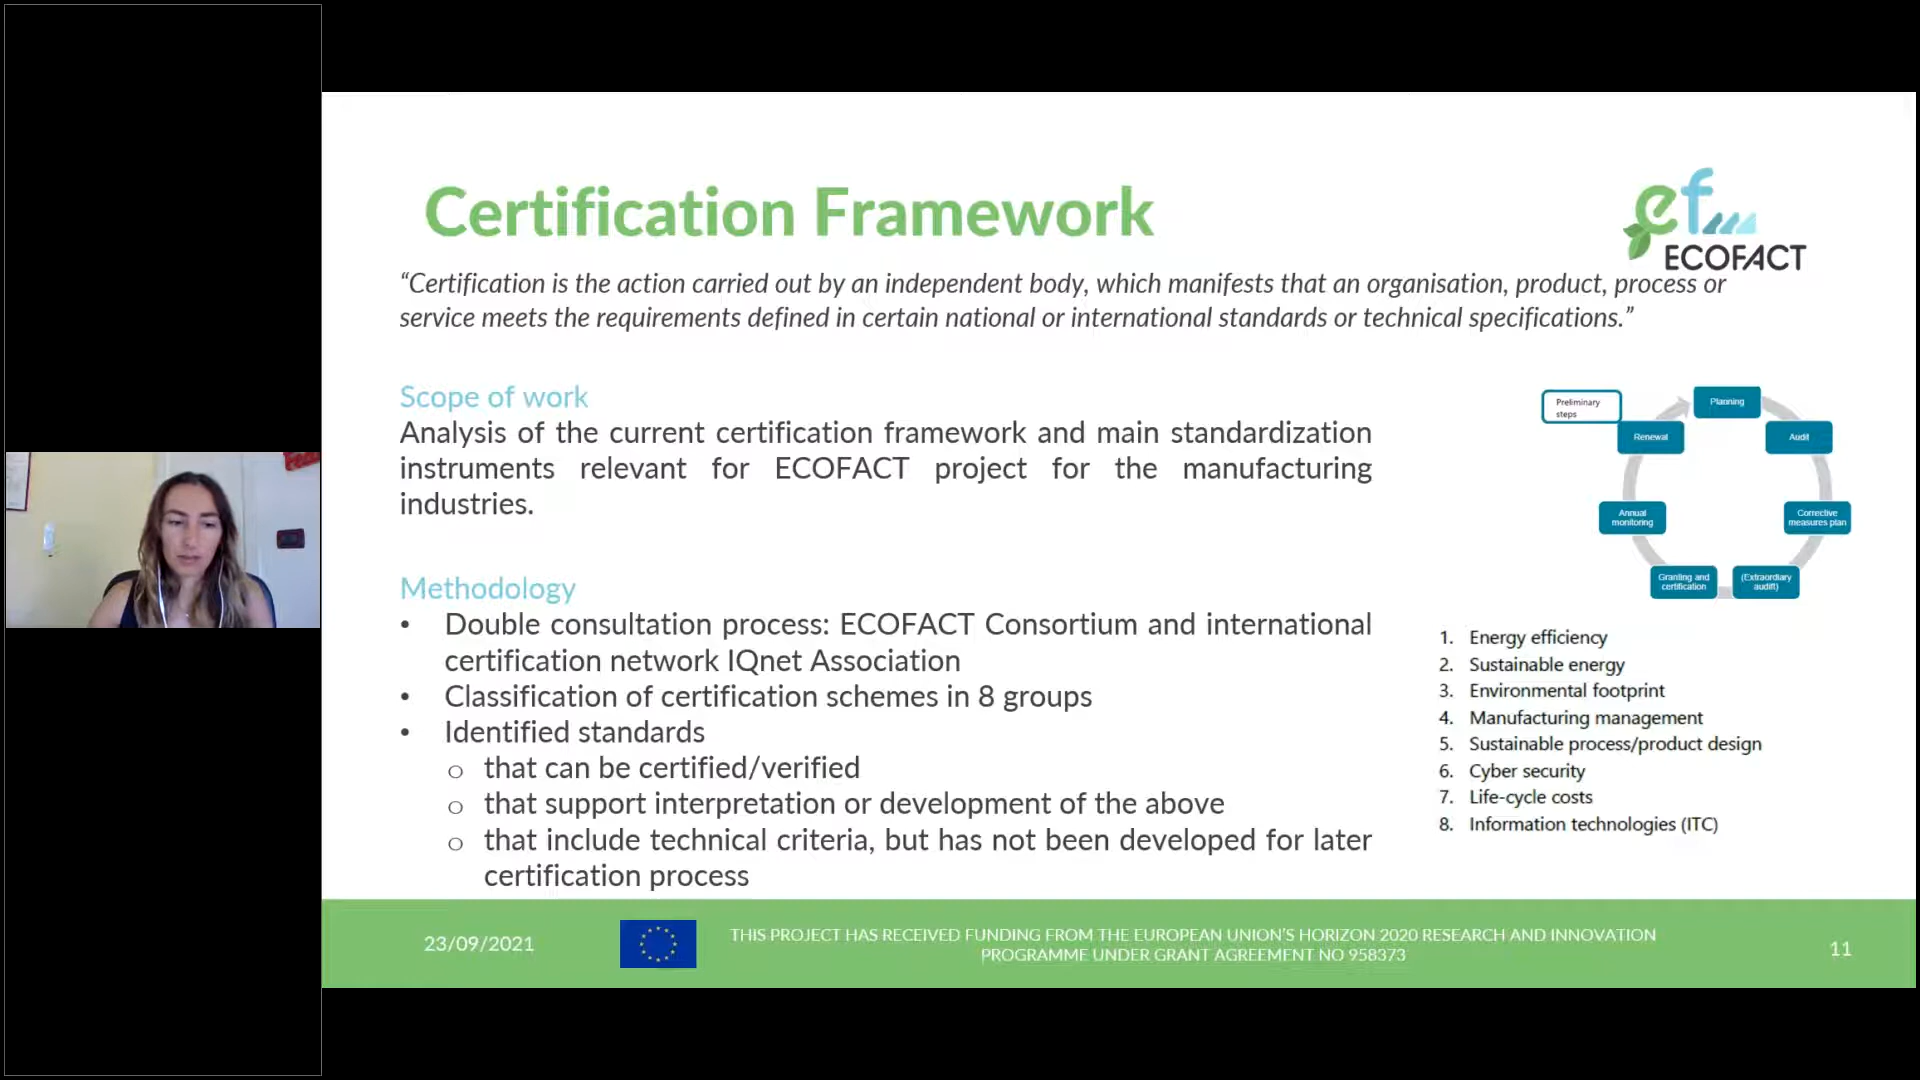 Certification Framework
ef
ECOFACT
“Certification is the action carried out by an independent body, which manifests that an organisation, product, process or
service meets the requirements defined in certain national or international standards or technical specifications.”
Scope of work
Analysis of the current certification framework and main standardization
instruments relevant for ECOFACT project for the manufacturing
industries.
Methodology
• Double consultation process: ECOFACT Consortium and international
certification network IQnet Association
• Classification of certification schemes in 8 groups
• Identified standards
o that can be certified/verified
o that support interpretation or development of the above
o that include technical criteria, but has not been developed for later
certification process
Preliminary
steps
Planning
Audit
Corrective
measures plan
(Extraordiary
audit)
Granting and
certification
Annual
monitoring
Renewal
1. Energy efficiency
2. Sustainable energy
3. Environmental footprint
4. Manufacturing management
5. Sustainable process/product design
6. Cyber security
7. Life-cycle costs
8. Information technologies (ITC)
23/09/2021
THIS PROJECT HAS RECEIVED FUNDING FROM THE EUROPEAN UNION’S HORIZON 2020 RESEARCH AND INNOVATION
PROGRAMME UNDER GRANT AGREEMENT NO 958373
11